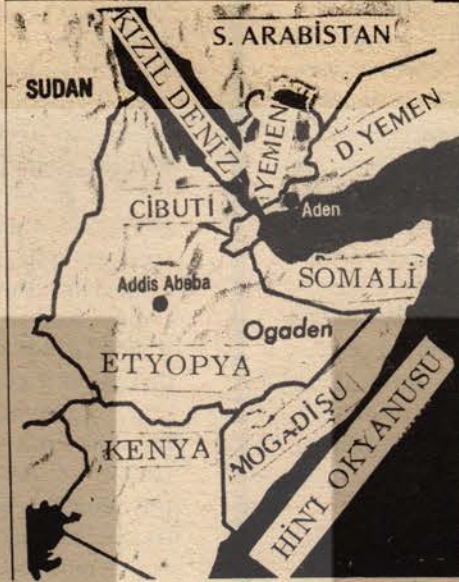 S. ARABİSTAN
KIZIL DENİZ
SUDAN
YEMEN
D. YEMEN
CİBUTİ
Aden
Addis Ababa
SOMALİ
Ogaden
ETYOPYA
KENYA
MOGADİŞU
HİNT OKYANUSU